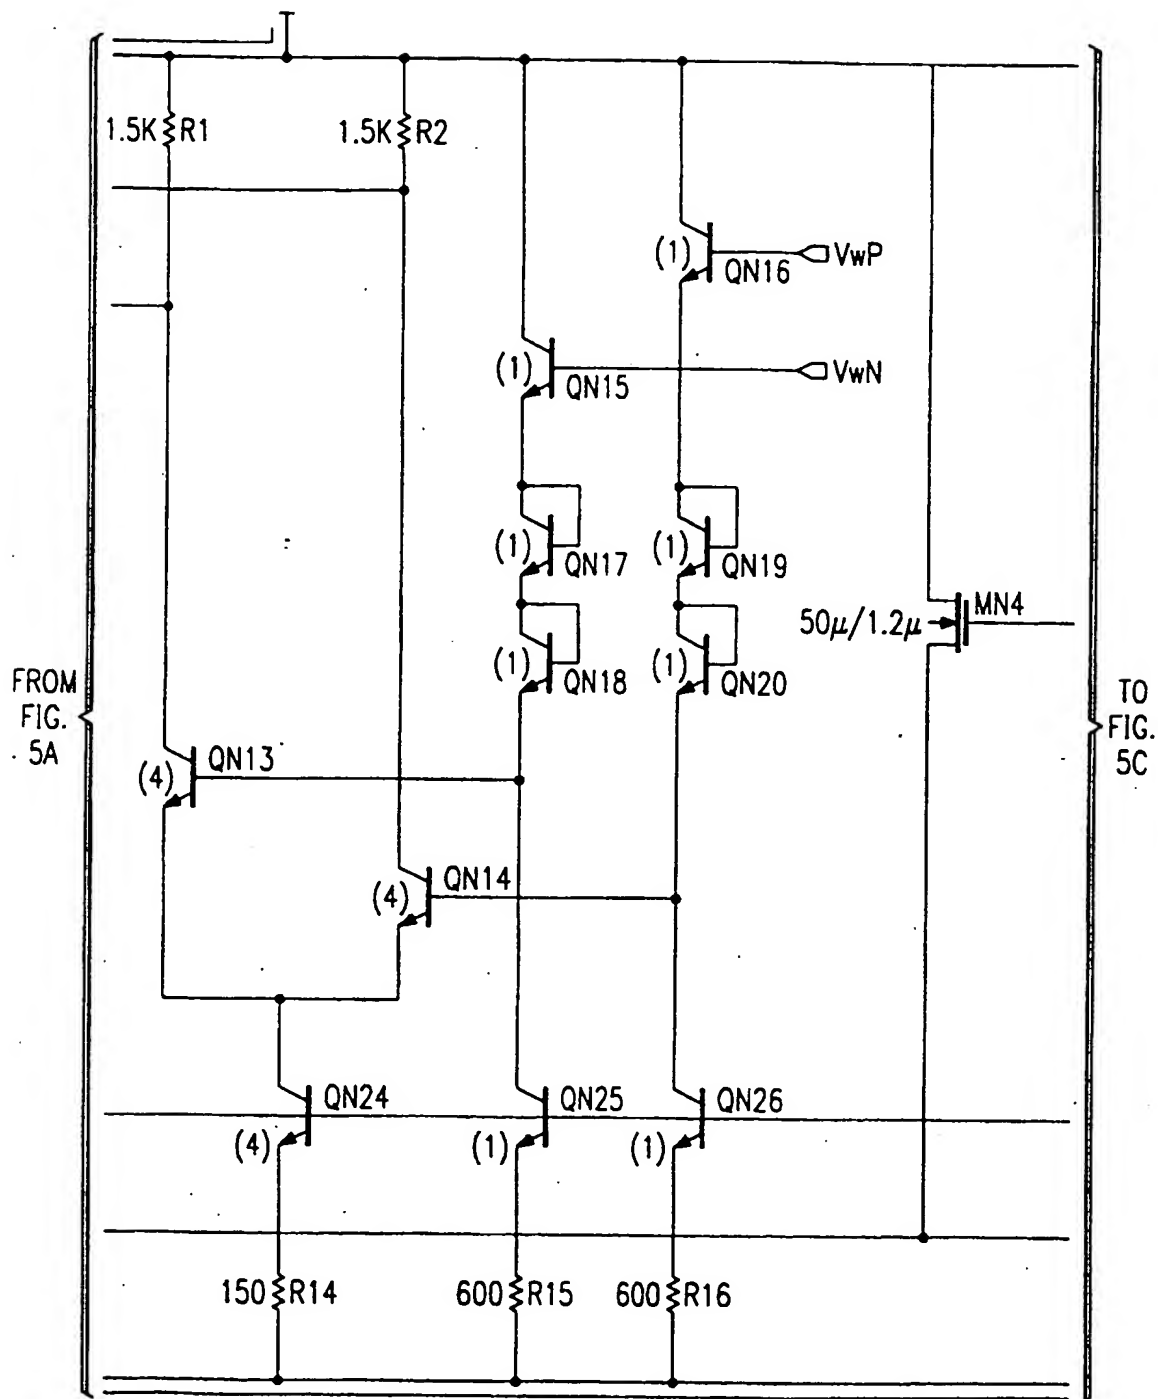 1.5K R1
1.5K R2
(1) QN16 VwP
(1) QN15 VwN
(1) QN17
(1) QN19
50μ/1.2μ MN4
(1) QN18
(1) QN20
FROM
FIG.
5A
TO
FIG.
5C
(4) QN13
(4) QN14
(4) QN24
(1) QN25
(1) QN26
150 R14
600 R15
600 R16